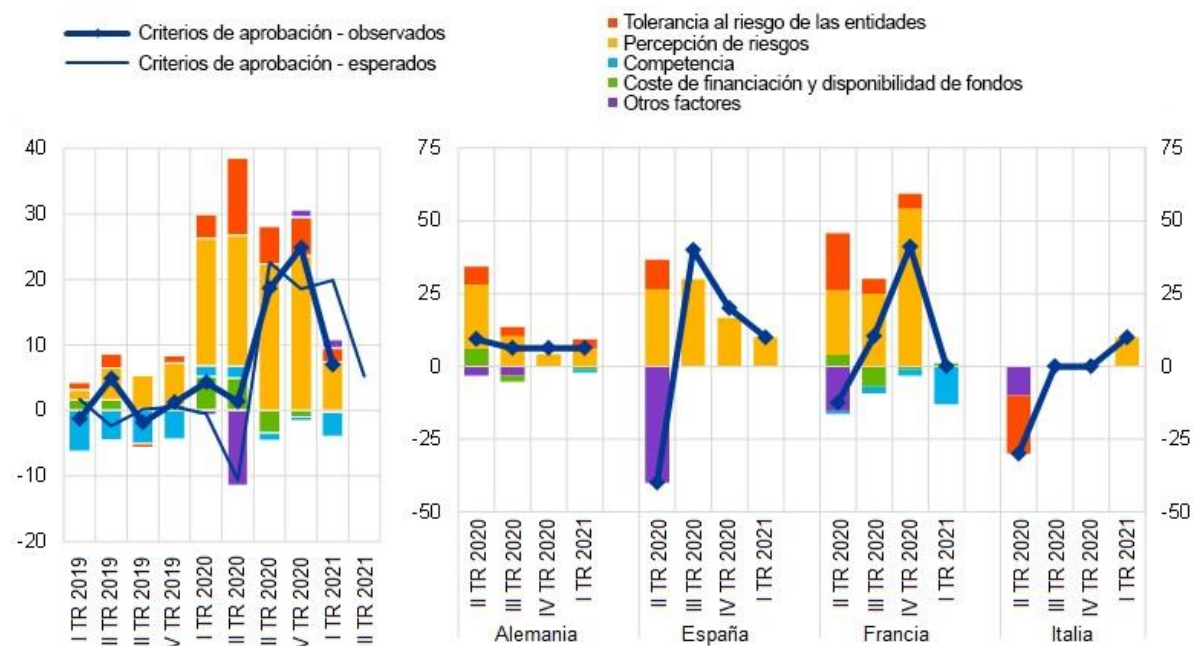 Criterios de aprobación - observados
Criterios de aprobación - esperados
Tolerancia al riesgo de las entidades
Percepción de riesgos
Competencia
Coste de financiación y disponibilidad de fondos
Otros factores
40
30
20
10
0
-10
-20
I TR 2019
II TR 2019
III TR 2019
IV TR 2019
I TR 2020
II TR 2020
III TR 2020
IV TR 2020
I TR 2021
II TR 2021
75
50
25
0
-25
-50
II TR 2020
III TR 2020
IV TR 2020
I TR 2021
II TR 2020
III TR 2020
IV TR 2020
I TR 2021
II TR 2020
III TR 2020
IV TR 2020
I TR 2021
II TR 2020
III TR 2020
IV TR 2020
I TR 2021
Alemania
España
Francia
Italia
75
50
25
0
-25
-50